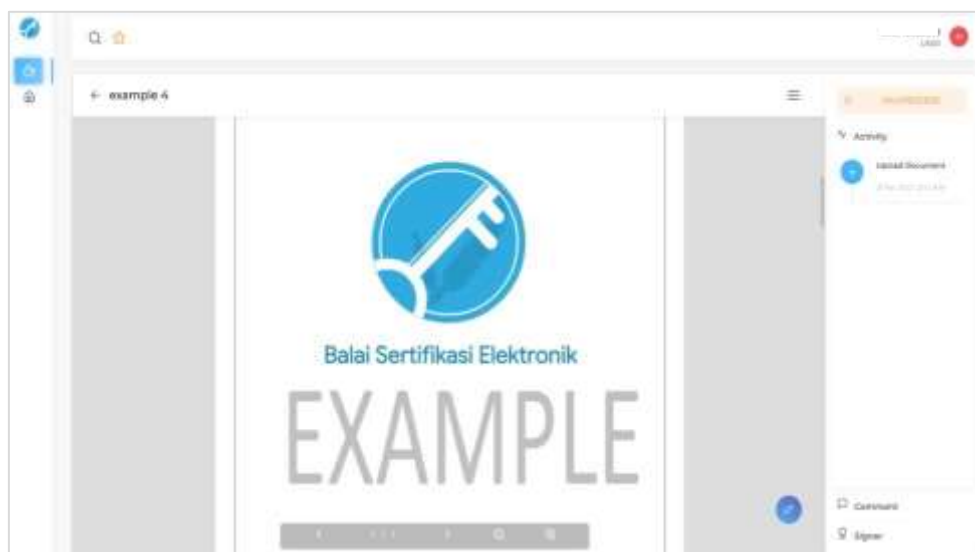 example 4
Activity
Upload Document
Balai Sertifikasi Elektronik
EXAMPLE
Comment
Signer